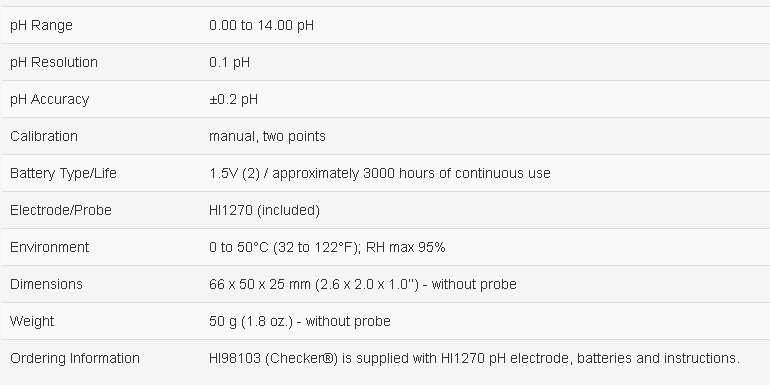 pH Range 0.00 to 14.00 pH
pH Resolution 0.1 pH
pH Accuracy ±0.2 pH
Calibration manual, two points
Battery Type/Life 1.5V (2) / approximately 3000 hours of continuous use
Electrode/Probe HI1270 (included)
Environment 0 to 50°C (32 to 122°F); RH max 95%
Dimensions 66 x 50 x 25 mm (2.6 x 2.0 x 1.0'') - without probe
Weight 50 g (1.8 oz.) - without probe
Ordering Information HI98103 (Checker®) is supplied with HI1270 pH electrode, batteries and instructions.